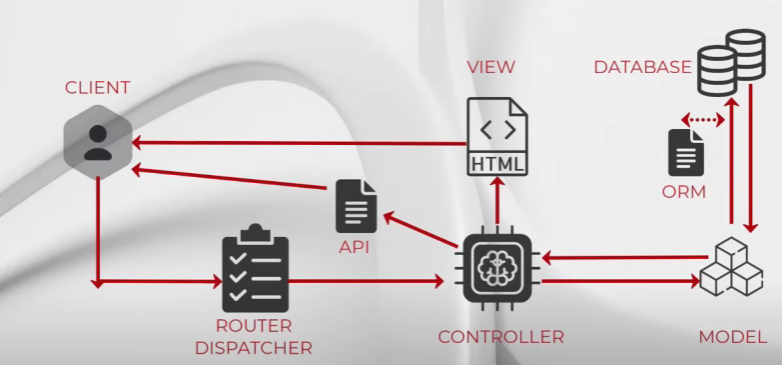 CLIENT
VIEW
DATABASE
HTML
ORM
API
ROUTER
DISPATCHER
CONTROLLER
MODEL